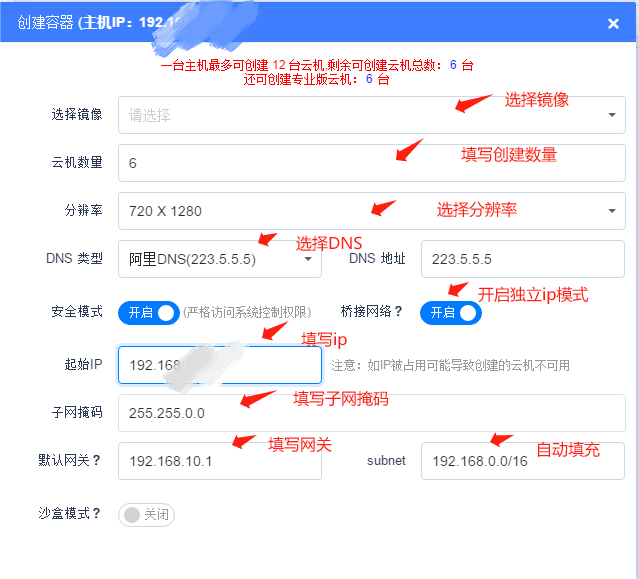 创建容器 (主机IP：192.1
一台主机最多可创建 12 台云机,剩余可创建云机总数： 6 台
还可创建专业版云机： 6 台
选择镜像 请选择 选择镜像
云机数量 6 填写创建数量
分辨率 720 X 1280 选择分辨率
选择DNS
DNS 类型 阿里DNS(223.5.5.5) DNS 地址 223.5.5.5
开启独立ip模式
安全模式 开启 (严格访问系统控制权限) 桥接网络？ 开启
填写ip
起始IP 192.168. 注意：如IP被占用可能导致创建的云机不可用
填写子网掩码
子网掩码 255.255.0.0
填写网关 自动填充
默认网关？ 192.168.10.1 subnet 192.168.0.0/16
沙盒模式？ 关闭